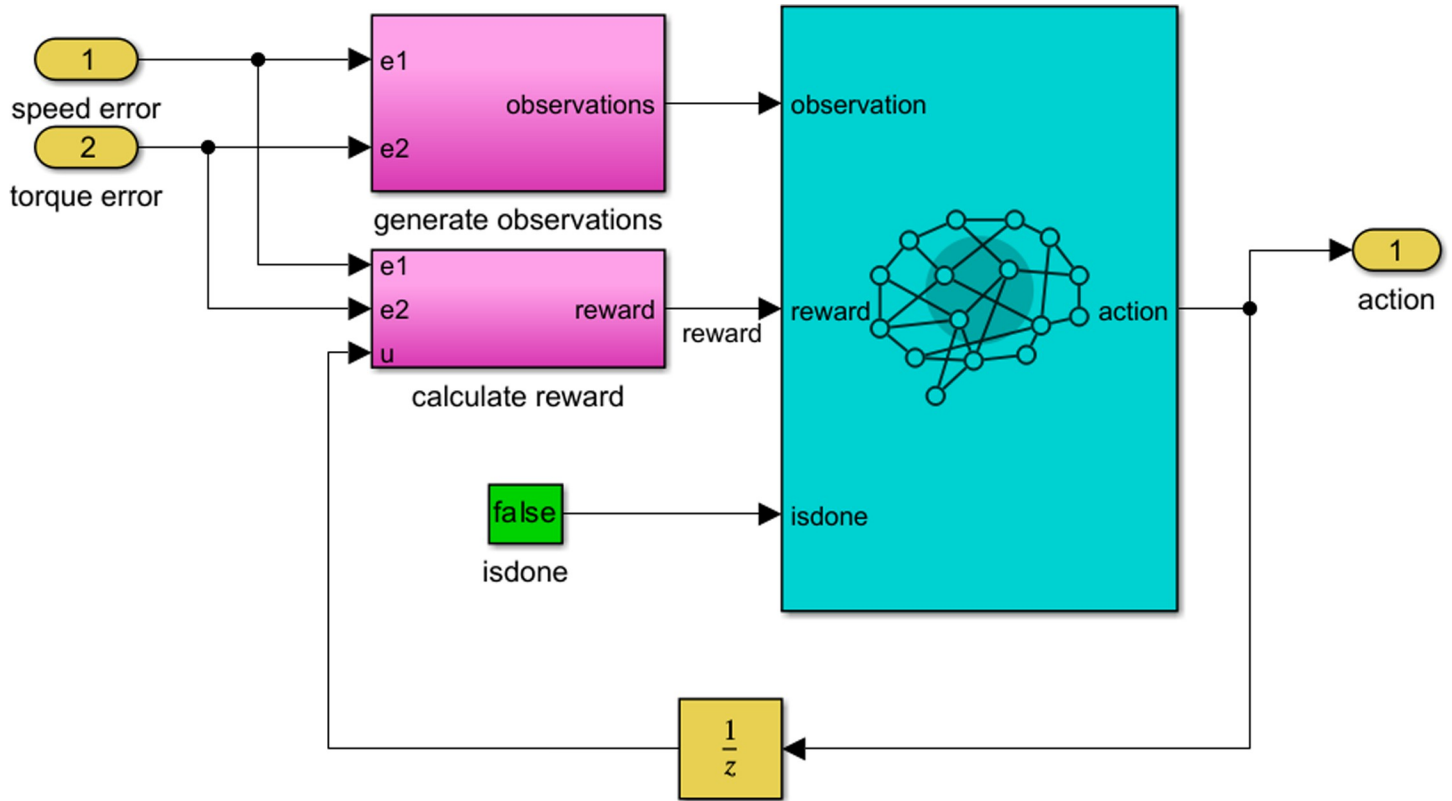 1
speed error
2
torque error
e1
observations
e2
generate observations
e1
e2
reward
u
calculate reward
reward
false
isdone
observation
reward
action
isdone
1
action
1
z